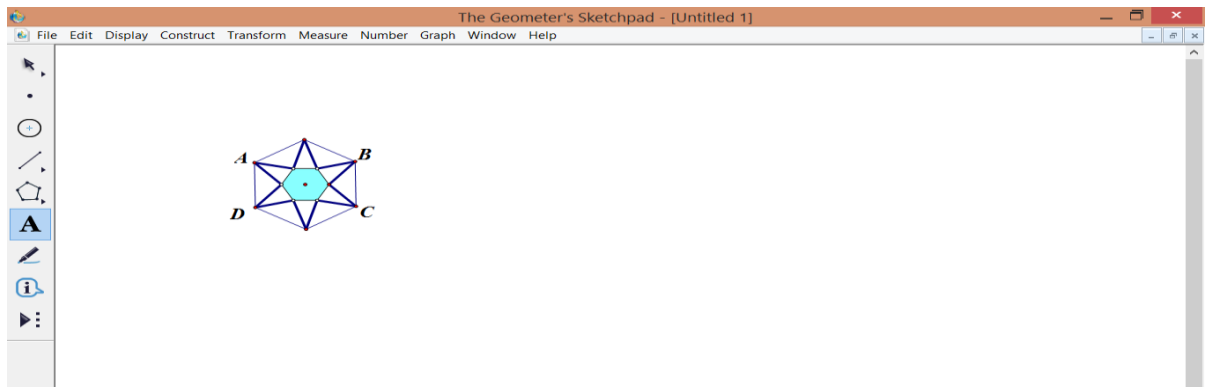 The Geometer's Sketchpad - [Untitled 1]
File Edit Display Construct Transform Measure Number Graph Window Help
A
B
D
C
A